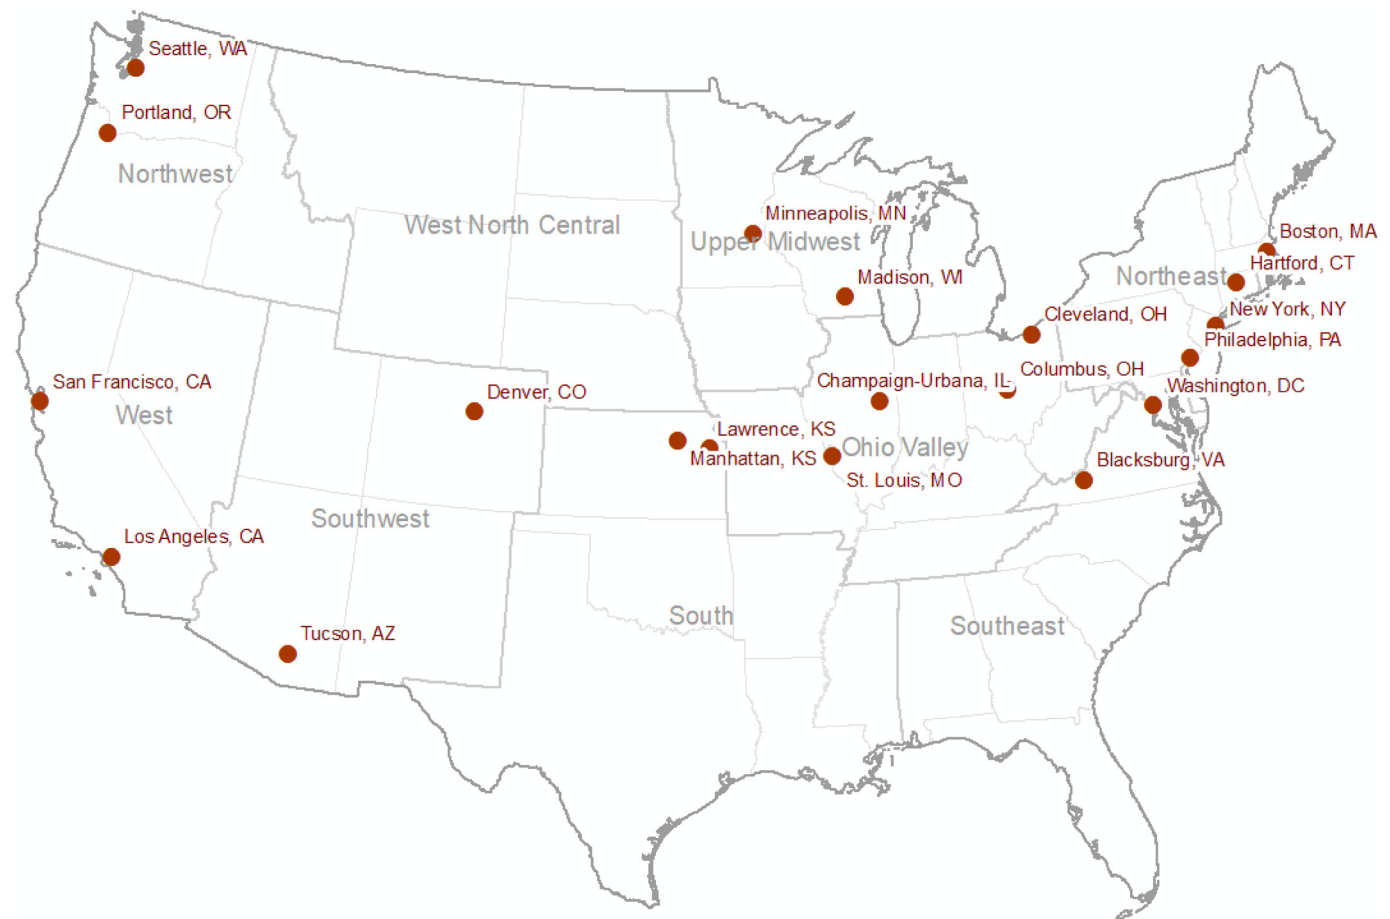 Seattle, WA
Portland, OR
Northwest
West North Central
Minneapolis, MN
Upper Midwest
Boston, MA
Hartford, CT
Northeast
Madison, WI
New York, NY
Cleveland, OH
Philadelphia, PA
Columbus, OH
San Francisco, CA
Champaign-Urbana, IL
Washington, DC
Denver, CO
West
Lawrence, KS
Ohio Valley
Manhattan, KS
Blacksburg, VA
St. Louis, MO
Southwest
Los Angeles, CA
South
Southeast
Tucson, AZ